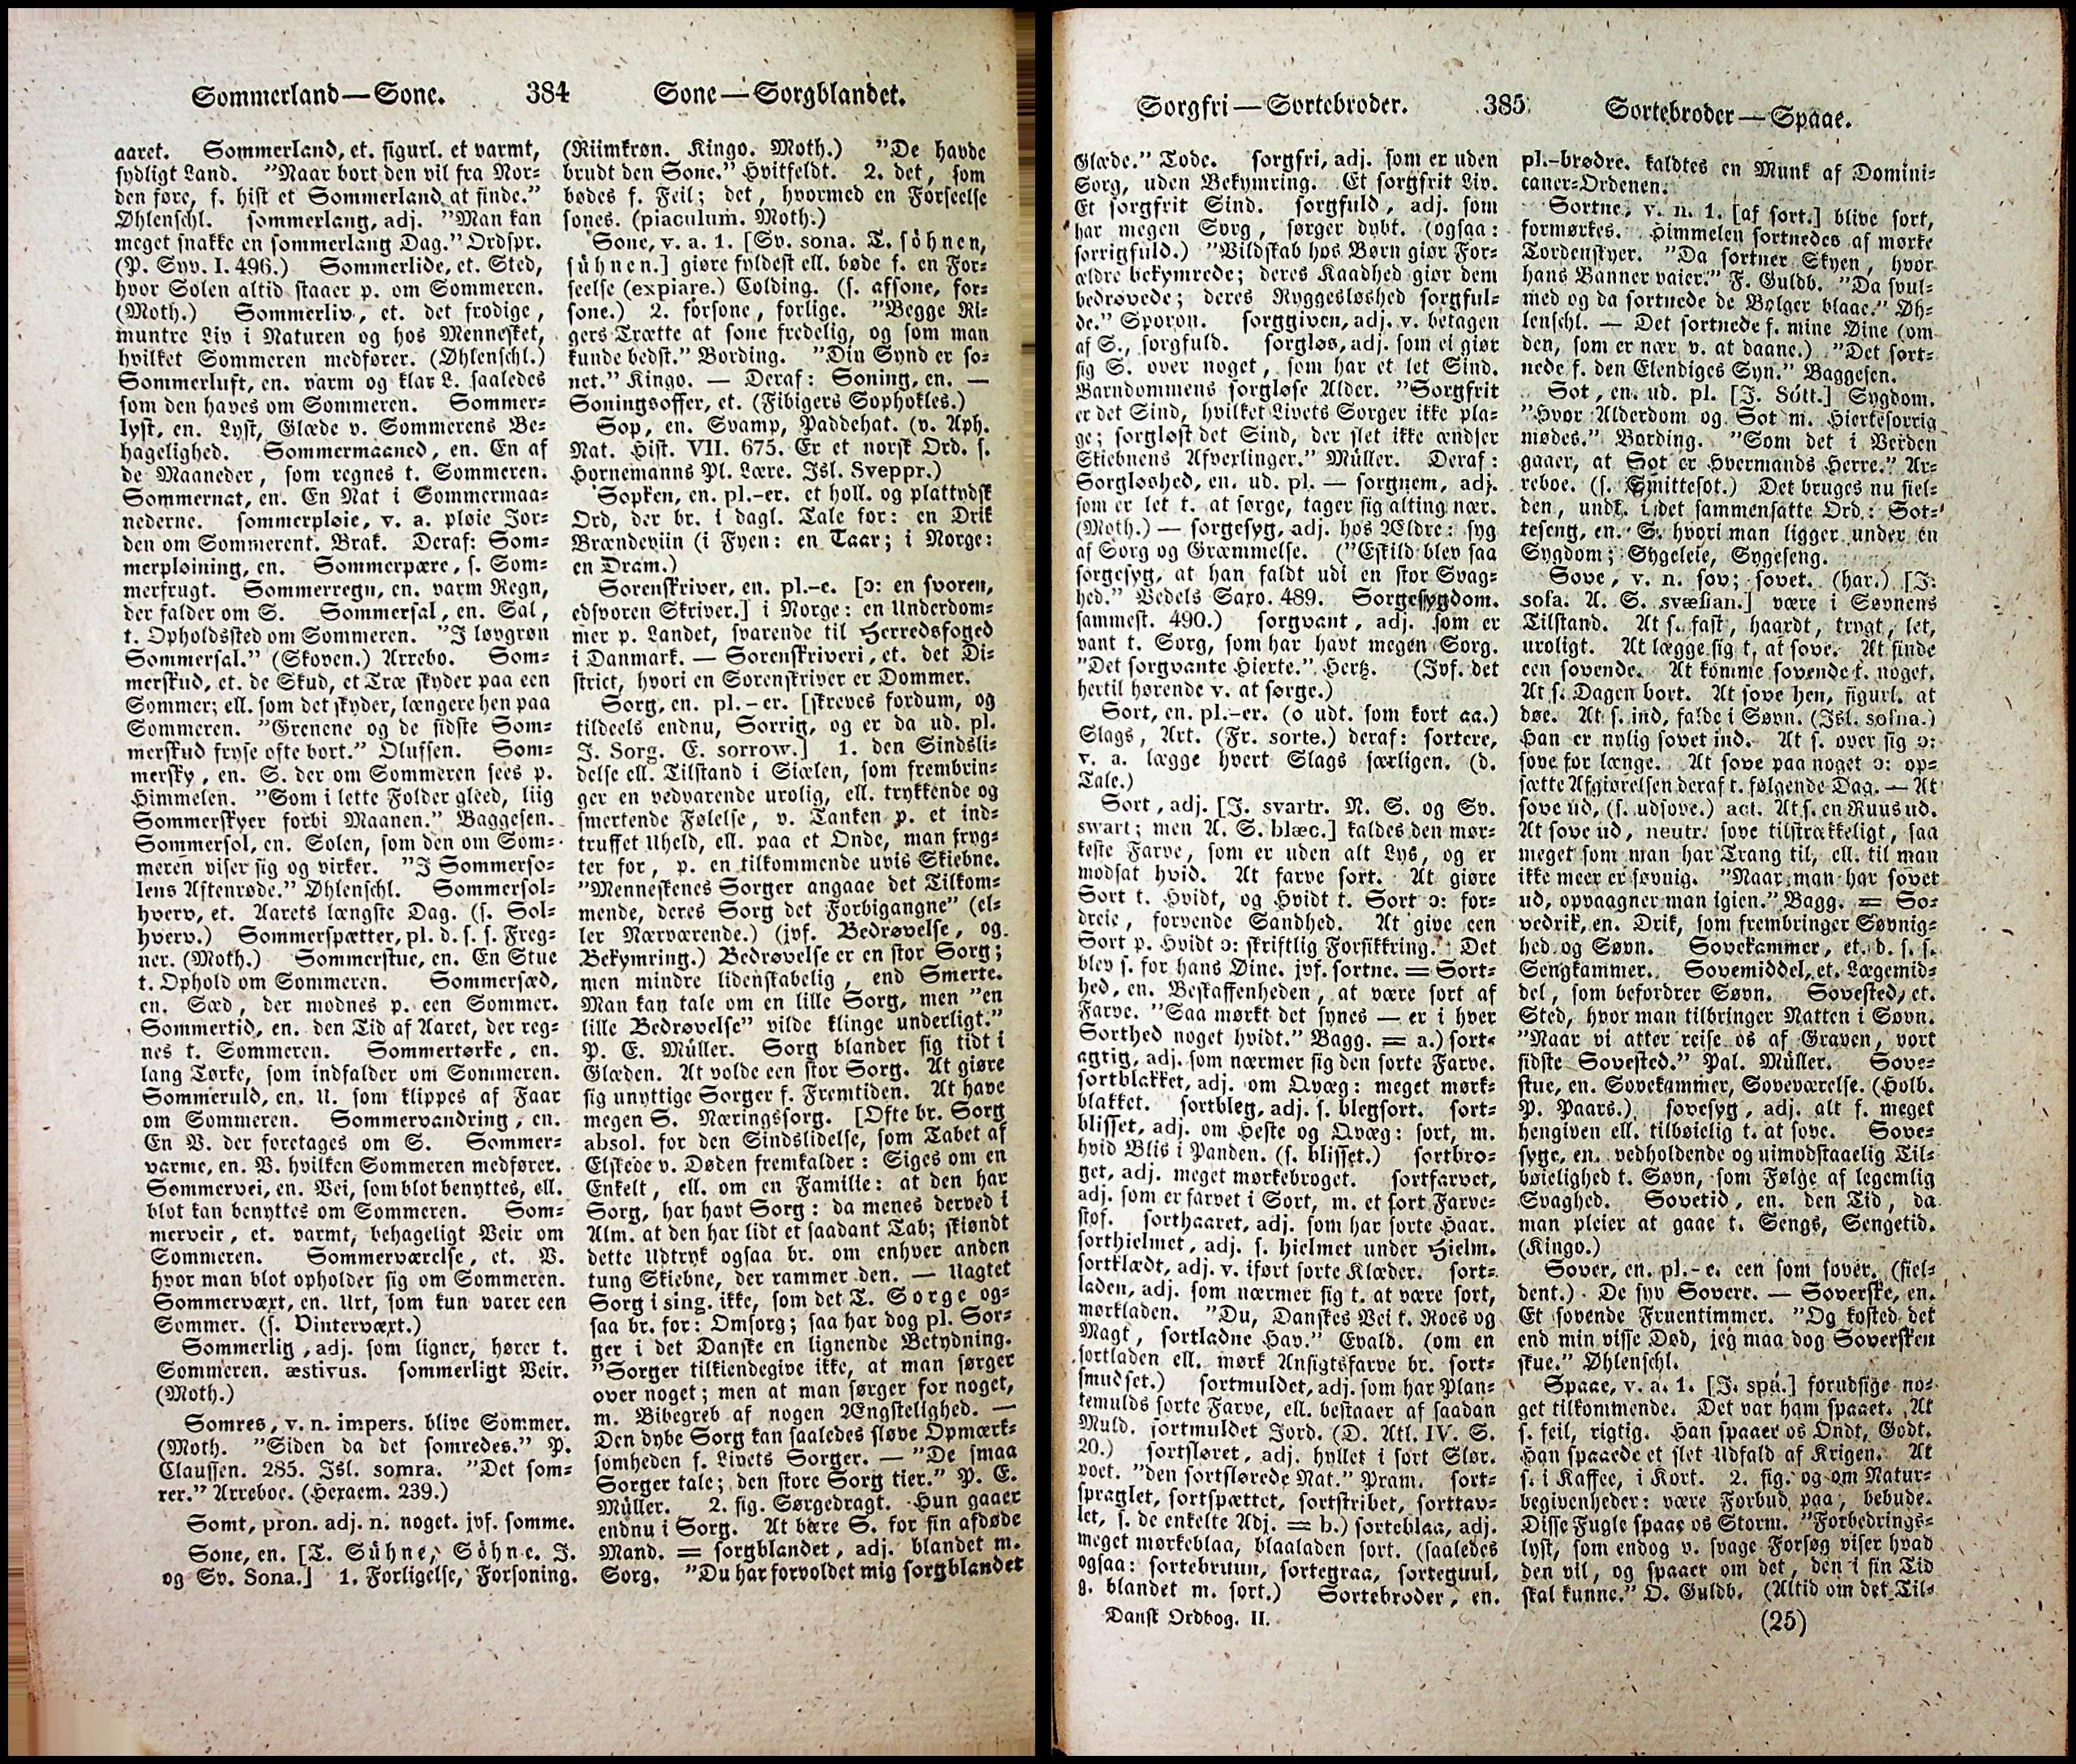 Sommerland—Sone. 384 Sone—Sorgblandet.
aaret. Sommerland, et. figurl. et varmt,
sydligt Land. ”Naar bort den vil fra Nor-
den fore, f. hist et Sommerland at finde.”
Øhlenschl. sommerlang, adj. ”Man kan
meget snakke en sommerlang Dag.” Ordspr.
(P. Syv. I. 496.) Sommerlide, et. Sted,
hvor Solen altid staaer p. om Sommeren.
(Moth.) Sommerliv, et. det frodige,
muntre Liv i Naturen og hos Mennesket,
hvilket Sommeren medfører. (Øhlenschl.)
Sommerluft, en. varm og klar L. saaledes
som den haves om Sommeren. Sommer-
lyst, en. Lyst, Glæde v. Sommerens Be-
hagelighed. Sommermaaned, en. En af
de Maaneder, som regnes t. Sommeren.
Sommernat, en. En Nat i Sommermaa-
nederne. sommerpløie, v. a. pløie Jor-
den om Sommerent. Brak. Deraf: Som-
merpløining, en. Sommerpære, s. Som-
merfrugt. Sommerregn, en. varm Regn,
der falder om S. Sommersal, en. Sal,
t. Opholdssted om Sommeren. ”I løvgrøn
Sommersal.” (Skoven.) Arrebo. Som-
merskud, et. de Skud, et Træ skyder paa een
Sommer; ell. som det skyder, længere hen paa
Sommeren. ”Grenene og de sidste Som-
merskud fryse ofte bort.” Olufsen. Som-
mersky, en. S. der om Sommeren sees p.
Himmelen. ”Som i lette Folder gleed, liig
Sommerskyer forbi Maanen.” Baggesen.
Sommersol, en. Solen, som den om Som-
meren viser sig og virker. ”I Sommerso-
lens Aftenrøde.” Øhlenschl. Sommersol-
hverv, et. Aarets længste Dag. (s. Sol-
hverv.) Sommerspætter, pl. d. s. s. Freg-
ner. (Moth.) Sommerstue, en. En Stue
t. Ophold om Sommeren. Sommersæd,
en. Sæd, der modnes p. een Sommer.
Sommertid, en. den Tid af Aaret, der reg-
nes t. Sommeren. Sommertørke, en.
lang Tørke, som indfalder om Sommeren.
Sommeruld, en. U. som klippes af Faar
om Sommeren. Sommervandring, en.
En V. der foretages om S. Sommer-
varme, en. V. hvilken Sommeren medfører.
Sommervei, en. Vei, som blot benyttes, ell.
blot kan benyttes om Sommeren. Som-
merveir, et. varmt, behageligt Veir om
Sommeren. Sommerværelse, et. V.
hvor man blot opholder sig om Sommeren.
Sommervæxt, en. Urt, som kun varer een
Sommer. (s. Vintervæxt.)
Sommerlig, adj. som ligner, hører t.
Sommeren. æstivus. sommerligt Veir.
(Moth.)
Somres, v. n. impers. blive Sommer.
(Moth. ”Siden da det somredes.” P.
Claussen. 285. Isl. somra. ”Det som-
rer.” Arreboe. (Hexaem. 239.)
Somt, pron. adj. n. noget. jvf. somme.
Sone, en. [T. Sühne, Söhne. I.
og Sv. Sona.] 1. Forligelse, Forsoning.
(Riimkrøn. Kingo. Moth.) ”De havde
brudt den Sone.” Hvitfeldt. 2. det, som
bødes f. Feil; det, hvormed en Forseelse
sones. (piaculum. Moth.)
Sone, v. a. 1. [Sv. sona. T. söhnen,
sühnen.] giøre fyldest ell. bøde f. en For-
seelse (expiare.) Colding. (s. afsone, for-
sone.) 2. forsone, forlige. ”Begge Ri-
gers Trætte at sone fredelig, og som man
kunde bedst.” Bording. ”Din Synd er so-
net.” Kingo. — Deraf: Soning, en. —
Soningsoffer, et. (Fibigers Sophokles.)
Sop, en. Svamp, Paddehat. (v. Aph.
Nat. Hist. VII. 675. Er et norsk Ord. s.
Hornemanns Pl. Lære. Isl. Sveppr.)
Sopken, en. pl.-er. et holl. og plattydsk
Ord, der br. i dagl. Tale for: en Drik
Brændeviin (i Fyen: en Taar; i Norge:
en Dram.)
Sorenskriver, en. pl.-e. [ɔ: en svoren,
edsvoren Skriver.] i Norge: en Underdom-
mer p. Landet, svarende til Herredsfoged
i Danmark. — Sorenskriveri, et. det Di-
strict, hvori en Sorenskriver er Dommer.
Sorg, en. pl.-er. [skreves fordum, og
tildeels endnu, Sorrig, og er da ud. pl.
I. Sorg. E. sorrow.] 1. den Sindsli-
delse ell. Tilstand i Siælen, som frembrin-
ger en vedvarende urolig, ell. trykkende og
smertende Følelse, v. Tanken p. et ind-
truffet Uheld, ell. paa et Onde, man fryg-
ter for, p. en tilkommende uvis Skiebne.
”Menneskenes Sorger angaae det Tilkom-
mende, deres Sorg det Forbigangne” (el-
ler Nærværende.) (jvf. Bedrøvelse, og
Bekymring.) Bedrøvelse er en stor Sorg;
men mindre lidenskabelig, end Smerte.
Man kan tale om en lille Sorg, men ”en
lille Bedrøvelse” vilde klinge underligt.”
P. E. Müller. Sorg blander sig tidt i
Glæden. At volde een stor Sorg. At giøre
sig unyttige Sorger f. Fremtiden. At have
megen S. Næringssorg. [Ofte br. Sorg
absol. for den Sindslidelse, som Tabet af
Elskede v. Døden fremkalder: Siges om en
Enkelt, ell. om en Familie: at den har
Sorg, har havt Sorg: da menes derved i
Alm. at den har lidt et saadant Tab; skiøndt
dette Udtryk ogsaa br. om enhver anden
tung Skiebne, der rammer den. — Uagtet
Sorg i sing. ikke, som det T. Sorge og-
saa br. for: Omsorg; saa har dog pl. Sor-
ger i det Danske en lignende Betydning.
”Sorger tilkiendegive ikke, at man sørger
over noget; men at man sørger for noget,
m. Bibegreb af nogen Ængstelighed. —
Den dybe Sorg kan saaledes sløve Opmærk-
somheden f. Livets Sorger. — ”De smaa
Sorger tale; den store Sorg tier.” P. E.
Müller. 2. fig. Sørgedragt. Hun gaaer
endnu i Sorg. At bære S. for sin afdøde
Mand. = sorgblandet, adj. blandet m.
Sorg. ”Du har forvoldet mig sorgblandet
Sorgfri—Sortebroder. 385 Sortebroder—Spaae.
Glæde.” Tode. sorgfri, adj. som er uden
Sorg, uden Bekymring. Et sorgfrit Liv.
Et sorgfrit Sind. sorgfuld, adj. som
har megen Sorg, sørger dybt. (ogsaa:
sorrigfuld.) ”Vildskab hos Børn giør For-
ældre bekymrede; deres Kaadhed giør dem
bedrøvede; deres Ryggesløshed sorgful-
de.” Sporon. sorggiven, adj. v. betagen
af S., sorgfuld. sorgløs, adj. som ei giør
sig S. over noget, som har et let Sind.
Barndommens sorgløse Alder. ”Sorgfrit
er det Sind, hvilket Livets Sorger ikke pla-
ge; sorgløst det Sind, der slet ikke ændser
Skiebnens Afvexlinger.” Müller. Deraf:
Sorgløshed, en. ud. pl. — sorgnem, adj.
som er let t. at sørge, tager sig alting nær.
(Moth.) — sorgesyg, adj. hos Ældre: syg
af Sorg og Græmmelse. (”Eskild blev saa
sorgesyg, at han faldt udi en stor Svag-
hed.” Vedels Saxo. 489. Sorgesygdom.
sammest. 490.) sorgvant, adj. som er
vant t. Sorg, som har havt megen Sorg.
”Det sorgvante Hierte.” Hertz. (Jvf. det
hertil hørende v. at sørge.)
Sort, en. pl.-er. (o udt. som kort aa.)
Slags, Art. (Fr. sorte.) deraf: sortere,
v. a. lægge hvert Slags særligen. (d.
Tale.)
Sort, adj. [I. svartr. N. S. og Sv.
swart; men A. S. blæc.] kaldes den mør-
keste Farve, som er uden alt Lys, og er
modsat hvid. At farve sort. At giøre
Sort t. Hvidt, og Hvidt t. Sort ɔ: for-
dreie, forvende Sandhed. At give een
Sort p. Hvidt ɔ: skriftlig Forsikkring. Det
blev s. for hans Øine. jvf. sortne. = Sort-
hed, en. Beskaffenheden, at være sort af
Farve. ”Saa mørkt det synes — er i hver
Sorthed noget hvidt.” Bagg. = a.) sort-
agtig, adj. som nærmer sig den sorte Farve.
sortblakket, adj. om Qvæg: meget mørk-
blakket. sortbleg, adj. s. blegsort. sort-
blisset, adj. om Heste og Qvæg: sort, m.
hvid Blis i Panden. (s. blisset.) sortbro-
get, adj. meget mørkebroget. sortfarvet,
adj. som er farvet i Sort, m. et sort Farve-
stof. sorthaaret, adj. som har sorte Haar.
sorthielmet, adj. s. hielmet under Hielm.
sortklædt, adj. v. iført sorte Klæder. sort-
laden, adj. som nærmer sig t. at være sort,
mørkladen. ”Du, Danskes Vei t. Roes og
Magt, sortladne Hav.” Evald. (om en
sortladen ell. mørk Ansigtsfarve br. sort-
smudset.) sortmuldet, adj. som har Plan-
temulds sorte Farve, ell. bestaaer af saadan
Muld. sortmuldet Jord. (D. Atl. IV. S.
20.) sortsløret, adj. hyllet i sort Slør.
poet. ”den sortslørede Nat.” Pram. sort-
spraglet, sortspættet, sortstribet, sorttav-
let, s. de enkelte Adj. = b.) sorteblaa, adj.
meget mørkeblaa, blaaladen sort. (saaledes
ogsaa: sortebruun, sortegraa, sorteguul,
g. blandet m. sort.) Sortebroder, en.
Dansk Ordbog. II.
pl.-brødre. kaldtes en Munk af Domini-
caner-Ordenen.
Sortne, v. n. 1. [af sort.] blive sort,
formørkes. Himmelen sortnedes af mørke
Tordenskyer. ”Da sortner Skyen, hvor
hans Banner vaier.” F. Guldb. ”Da svul-
med og da sortnede de Bølger blaae.” Øh-
lenschl. — Det sortnede f. mine Øine (om
den, som er nær v. at daane.) ”Det sort-
nede f. den Elendiges Syn.” Baggesen.
Sot, en. ud. pl. [I. Sótt.] Sygdom.
”Hvor Alderdom og Sot m. Hiertesorrig
mødes.” Bording. ”Som det i Verden
gaaer, at Sot er Hvermands Herre.” Ar-
reboe. (s. Smittesot.) Det bruges nu siel-
den, undt. i det sammensatte Ord: Sot-
teseng, en. S. hvori man ligger under en
Sygdom; Sygeleie, Sygeseng.
Sove, v. n. sov; sovet. (har.) [I.
sofa. A. S. svæfian.] være i Søvnens
Tilstand. At s. fast, haardt, trygt, let,
uroligt. At lægge sig t. at sove. At finde
een sovende. At komme sovende t. noget.
At s. Dagen bort. At sove hen, figurl. at
døe. At s. ind, falde i Søvn. (Isl. sofna.)
Han er nylig sovet ind. At s. over sig ɔ:
sove for længe. At sove paa noget ɔ: op-
sætte Afgiørelsen deraf t. følgende Dag. — At
sove ud, (s. udsove.) act. At s. en Ruus ud.
At sove ud, neutr. sove tilstrækkeligt, saa
meget som man har Trang til, ell. til man
ikke meer er søvnig. ”Naar man har sovet
ud, opvaagner man igien.” Bagg. = So-
vedrik, en. Drik, som frembringer Søvnig-
hed og Søvn. Sovekammer, et. d. s. s.
Sengkammer. Sovemiddel, et. Lægemid-
del, som befordrer Søvn. Sovested, et.
Sted, hvor man tilbringer Natten i Søvn.
”Naar vi atter reise os af Graven, vort
sidste Sovested.” Pal. Müller. Sove-
stue, en. Sovekammer, Soveværelse. (Holb.
P. Paars.) sovesyg, adj. alt f. meget
hengiven ell. tilbøielig t. at sove. Sove-
syge, en. vedholdende og uimodstaaelig Til-
bøielighed t. Søvn, som Følge af legemlig
Svaghed. Sovetid, en. den Tid, da
man pleier at gaae t. Sengs, Sengetid.
(Kingo.)
Sover, en. pl.-e. een som sover. (siel-
dent.) De syv Sovere. — Soverske, en.
Et sovende Fruentimmer. ”Og kosted det
end min visse Død, jeg maa dog Soversken
skue.” Øhlenschl.
Spaae, v. a. 1. [I. spá.] forudsige no-
get tilkommende. Det var ham spaaet. At
s. feil, rigtig. Han spaaer os Ondt, Godt.
Han spaaede et slet Udfald af Krigen. At
s. i Kaffee, i Kort. 2. fig. og om Natur-
begivenheder: være Forbud paa, bebude.
Disse Fugle spaae os Storm. ”Forbedrings-
lyst, som endog v. svage Forsøg viser hvad
den vil, og spaaer om det, den i sin Tid
skal kunne.” O. Guldb. (Altid om det Til-
(25)